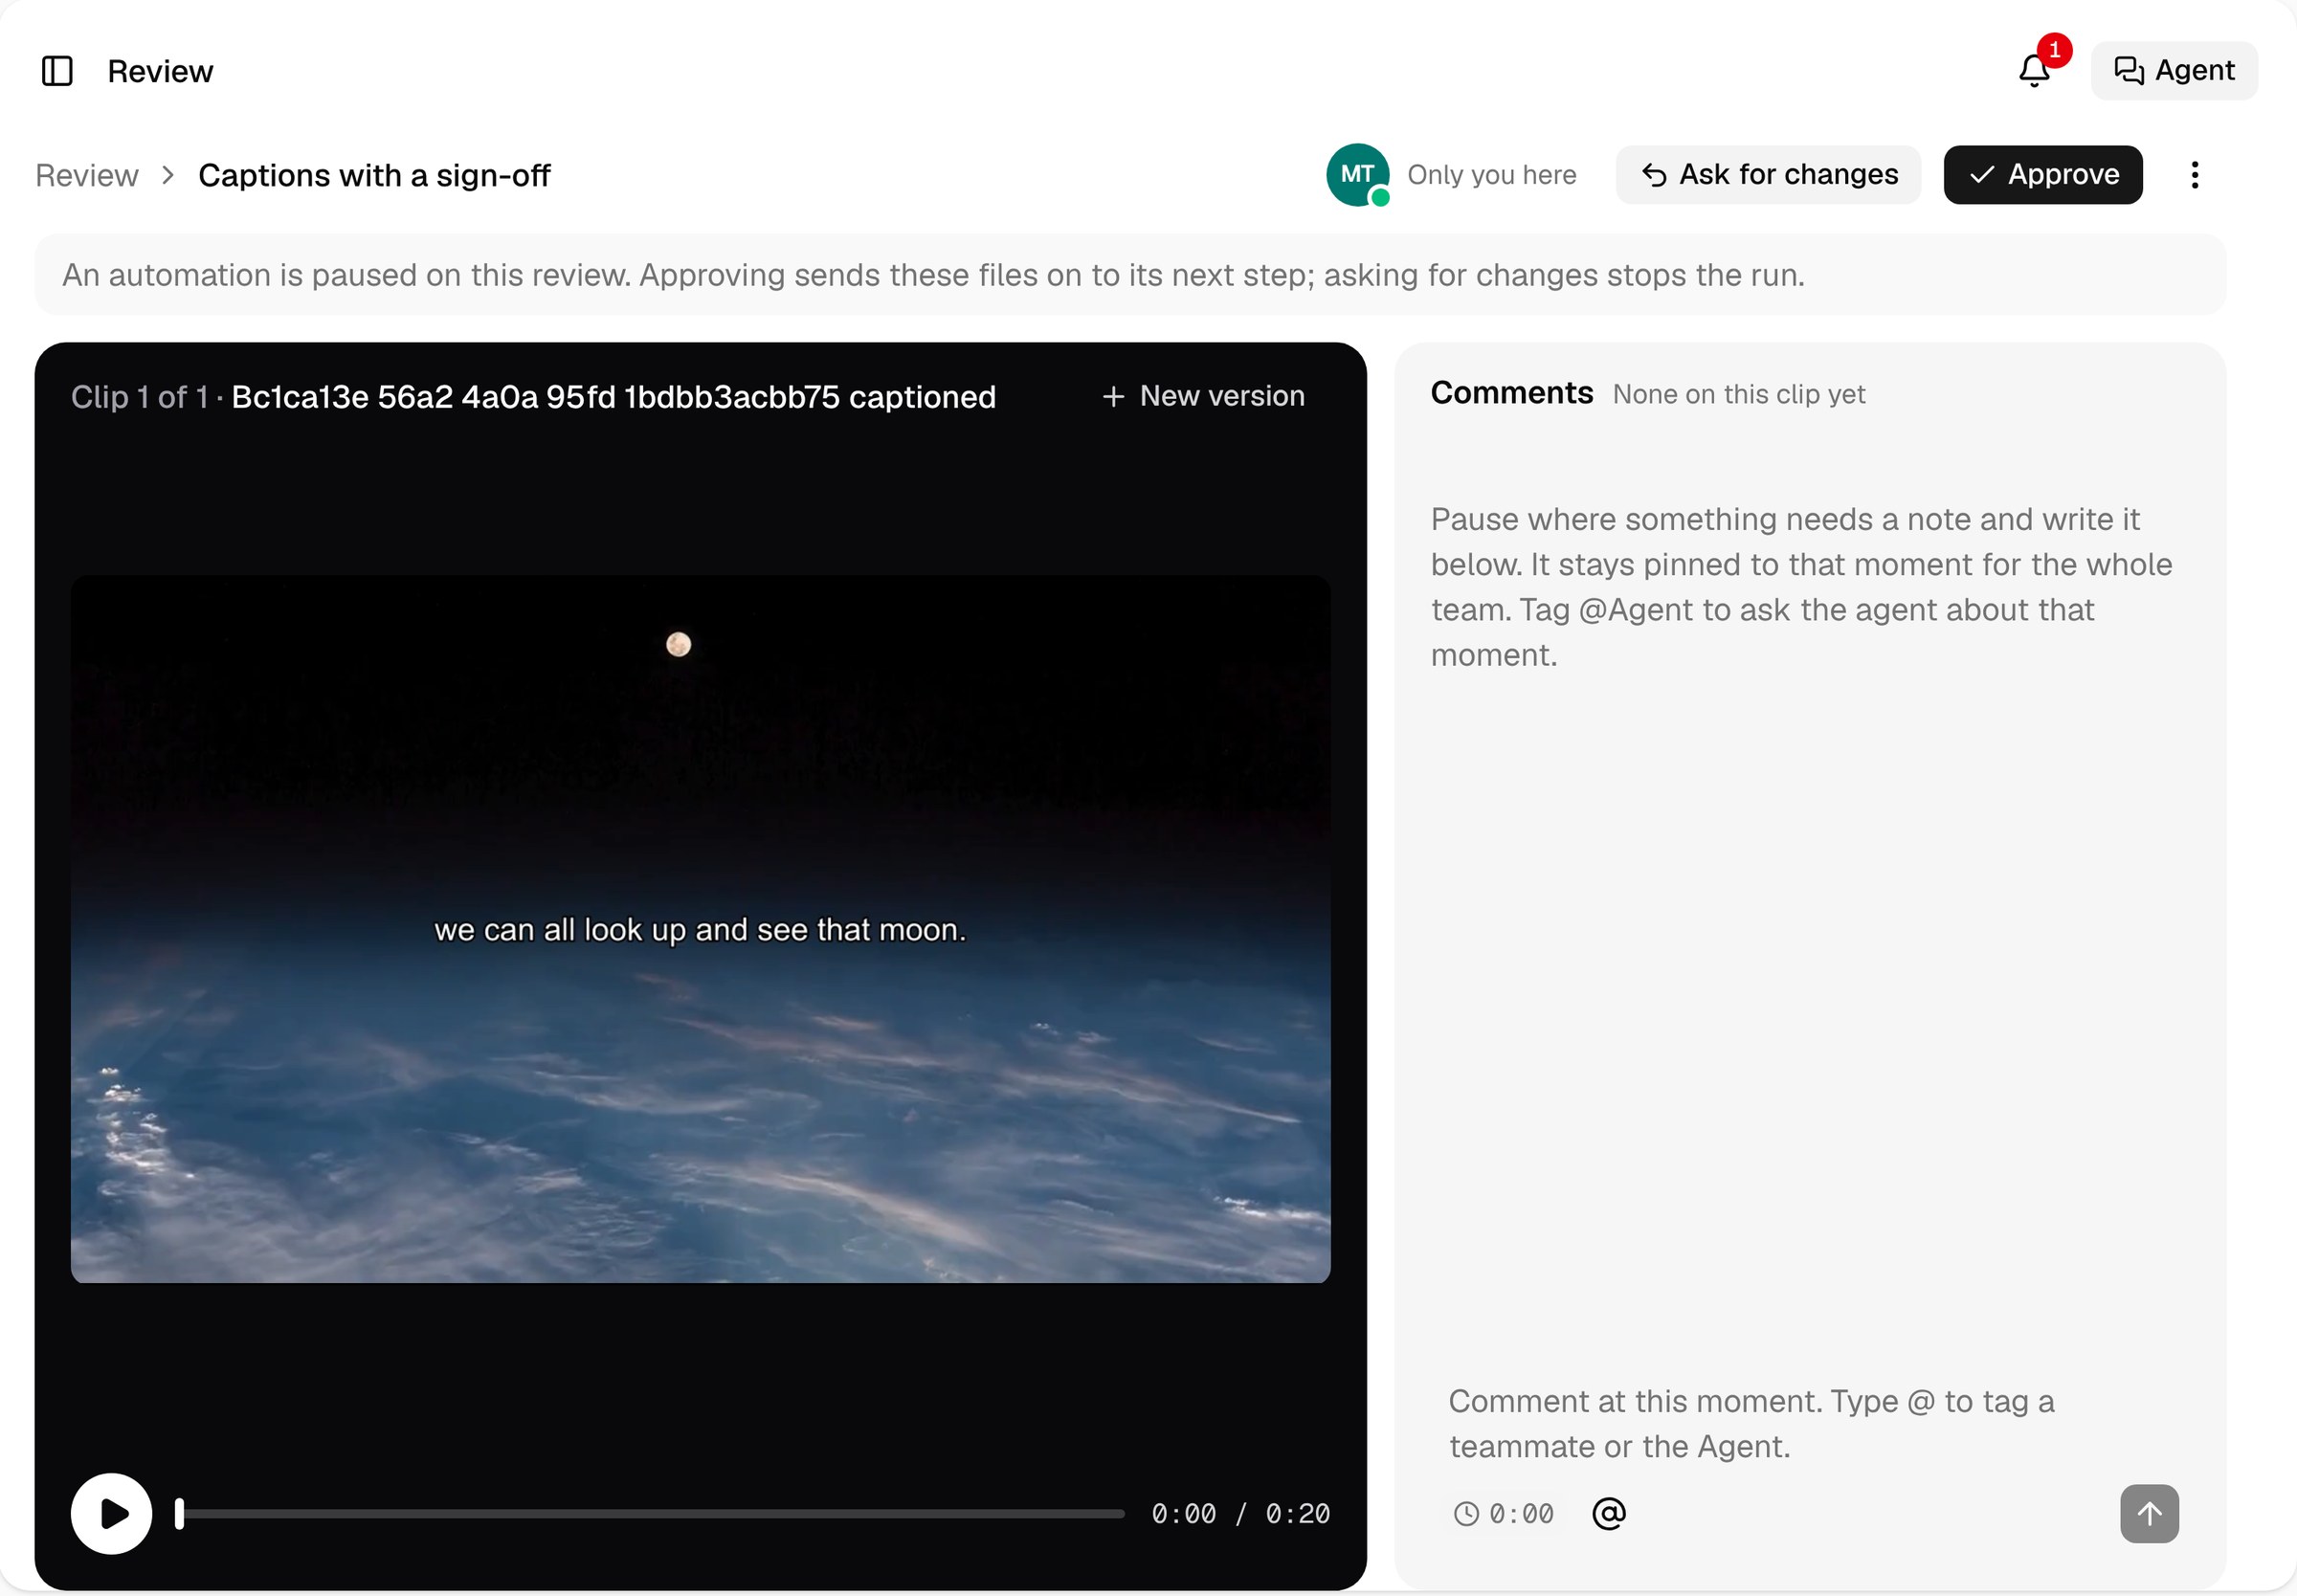 Review
1
Agent
Review > Captions with a sign-off
MT
Only you here
Ask for changes
Approve
An automation is paused on this review. Approving sends these files on to its next step; asking for changes stops the run.
Clip 1 of 1 · Bc1ca13e 56a2 4a0a 95fd 1bdbb3acbb75 captioned
+ New version
we can all look up and see that moon.
0:00 / 0:20
Comments None on this clip yet
Pause where something needs a note and write it
below. It stays pinned to that moment for the whole
team. Tag @Agent to ask the agent about that
moment.
Comment at this moment. Type @ to tag a
teammate or the Agent.
0:00 @